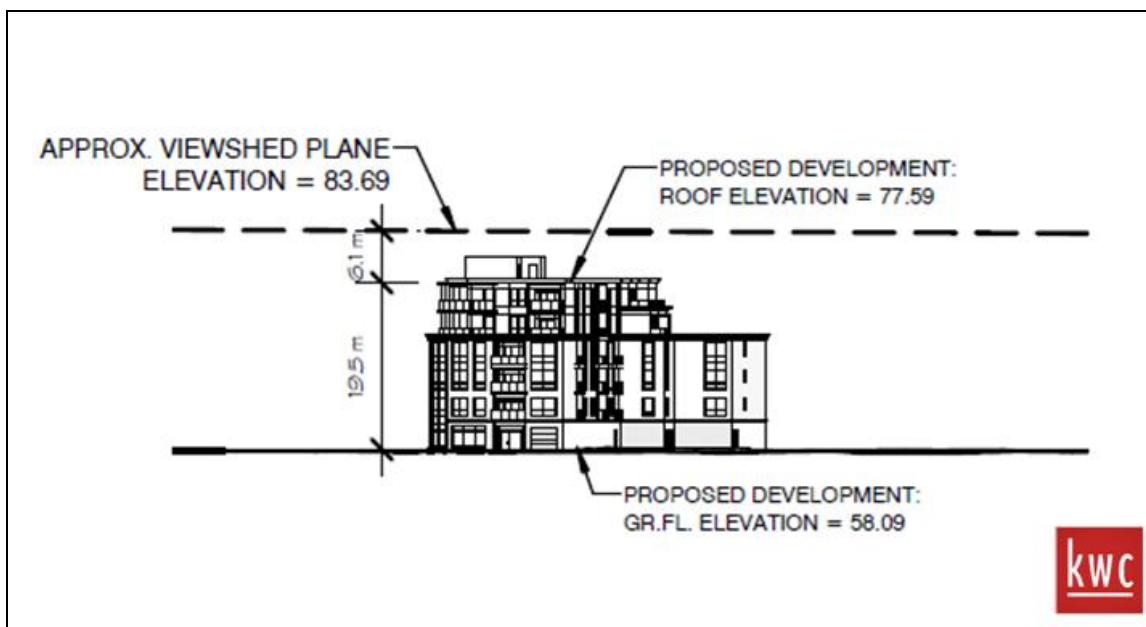 APPROX. VIEWSHED PLANE
ELEVATION = 83.69
PROPOSED DEVELOPMENT:
ROOF ELEVATION = 77.59
6.1 m
19.5 m
PROPOSED DEVELOPMENT:
GR.FL. ELEVATION = 58.09
kwc